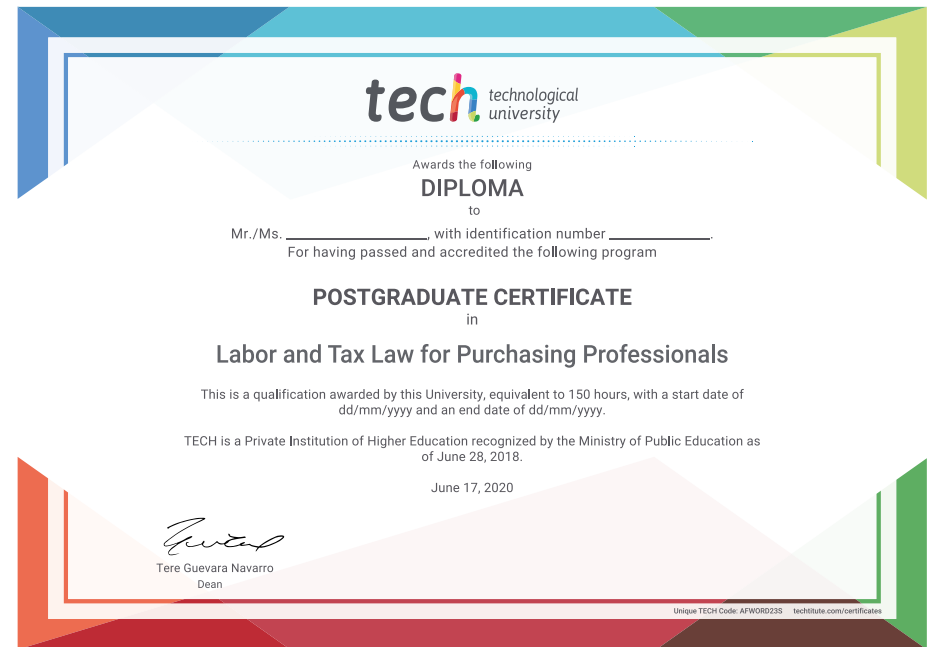 tech technological
university
Awards the following
DIPLOMA
to
Mr./Ms. ____________________, with identification number ______________.
For having passed and accredited the following program
POSTGRADUATE CERTIFICATE
in
Labor and Tax Law for Purchasing Professionals
This is a qualification awarded by this University, equivalent to 150 hours, with a start date of
dd/mm/yyyy and an end date of dd/mm/yyyy.
TECH is a Private Institution of Higher Education recognized by the Ministry of Public Education as
of June 28, 2018.
June 17, 2020
Tere Guevara Navarro
Dean
Unique TECH Code: AFWORD23S techtitute.com/certificates